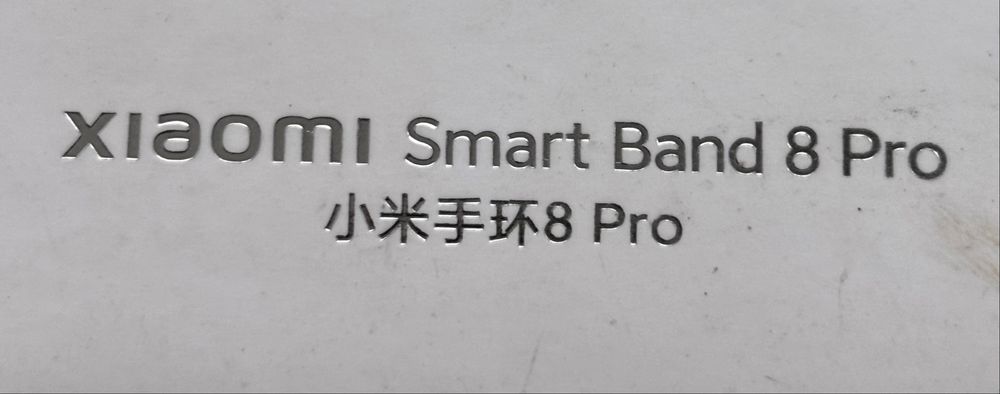 xiaomi Smart Band 8 Pro
小米手环8 Pro